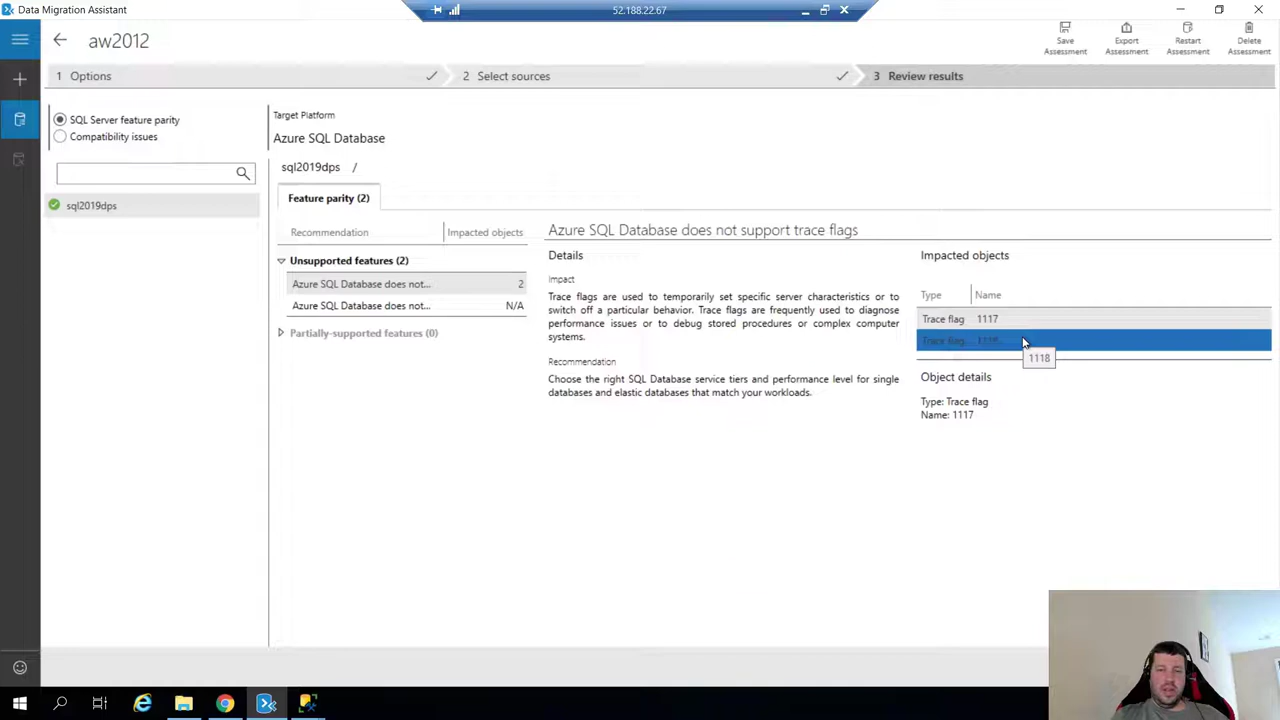 Data Migration Assistant
52.188.22.67
aw2012
Save Assessment
Export Assessment
Restart Assessment
Delete Assessment
1 Options
2 Select sources
3 Review results
SQL Server feature parity
Compatibility issues
sql2019dps
Target Platform
Azure SQL Database
sql2019dps /
Feature parity (2)
Recommendation
Impacted objects
Unsupported features (2)
Azure SQL Database does not... 2
Azure SQL Database does not... N/A
Partially-supported features (0)
Azure SQL Database does not support trace flags
Details
Impact
Trace flags are used to temporarily set specific server characteristics or to
switch off a particular behavior. Trace flags are frequently used to diagnose
performance issues or to debug stored procedures or complex computer
systems.
Recommendation
Choose the right SQL Database service tiers and performance level for single
databases and elastic databases that match your workloads.
Impacted objects
Type Name
Trace flag 1117
Trace flag 1118
1118
Object details
Type: Trace flag
Name: 1117